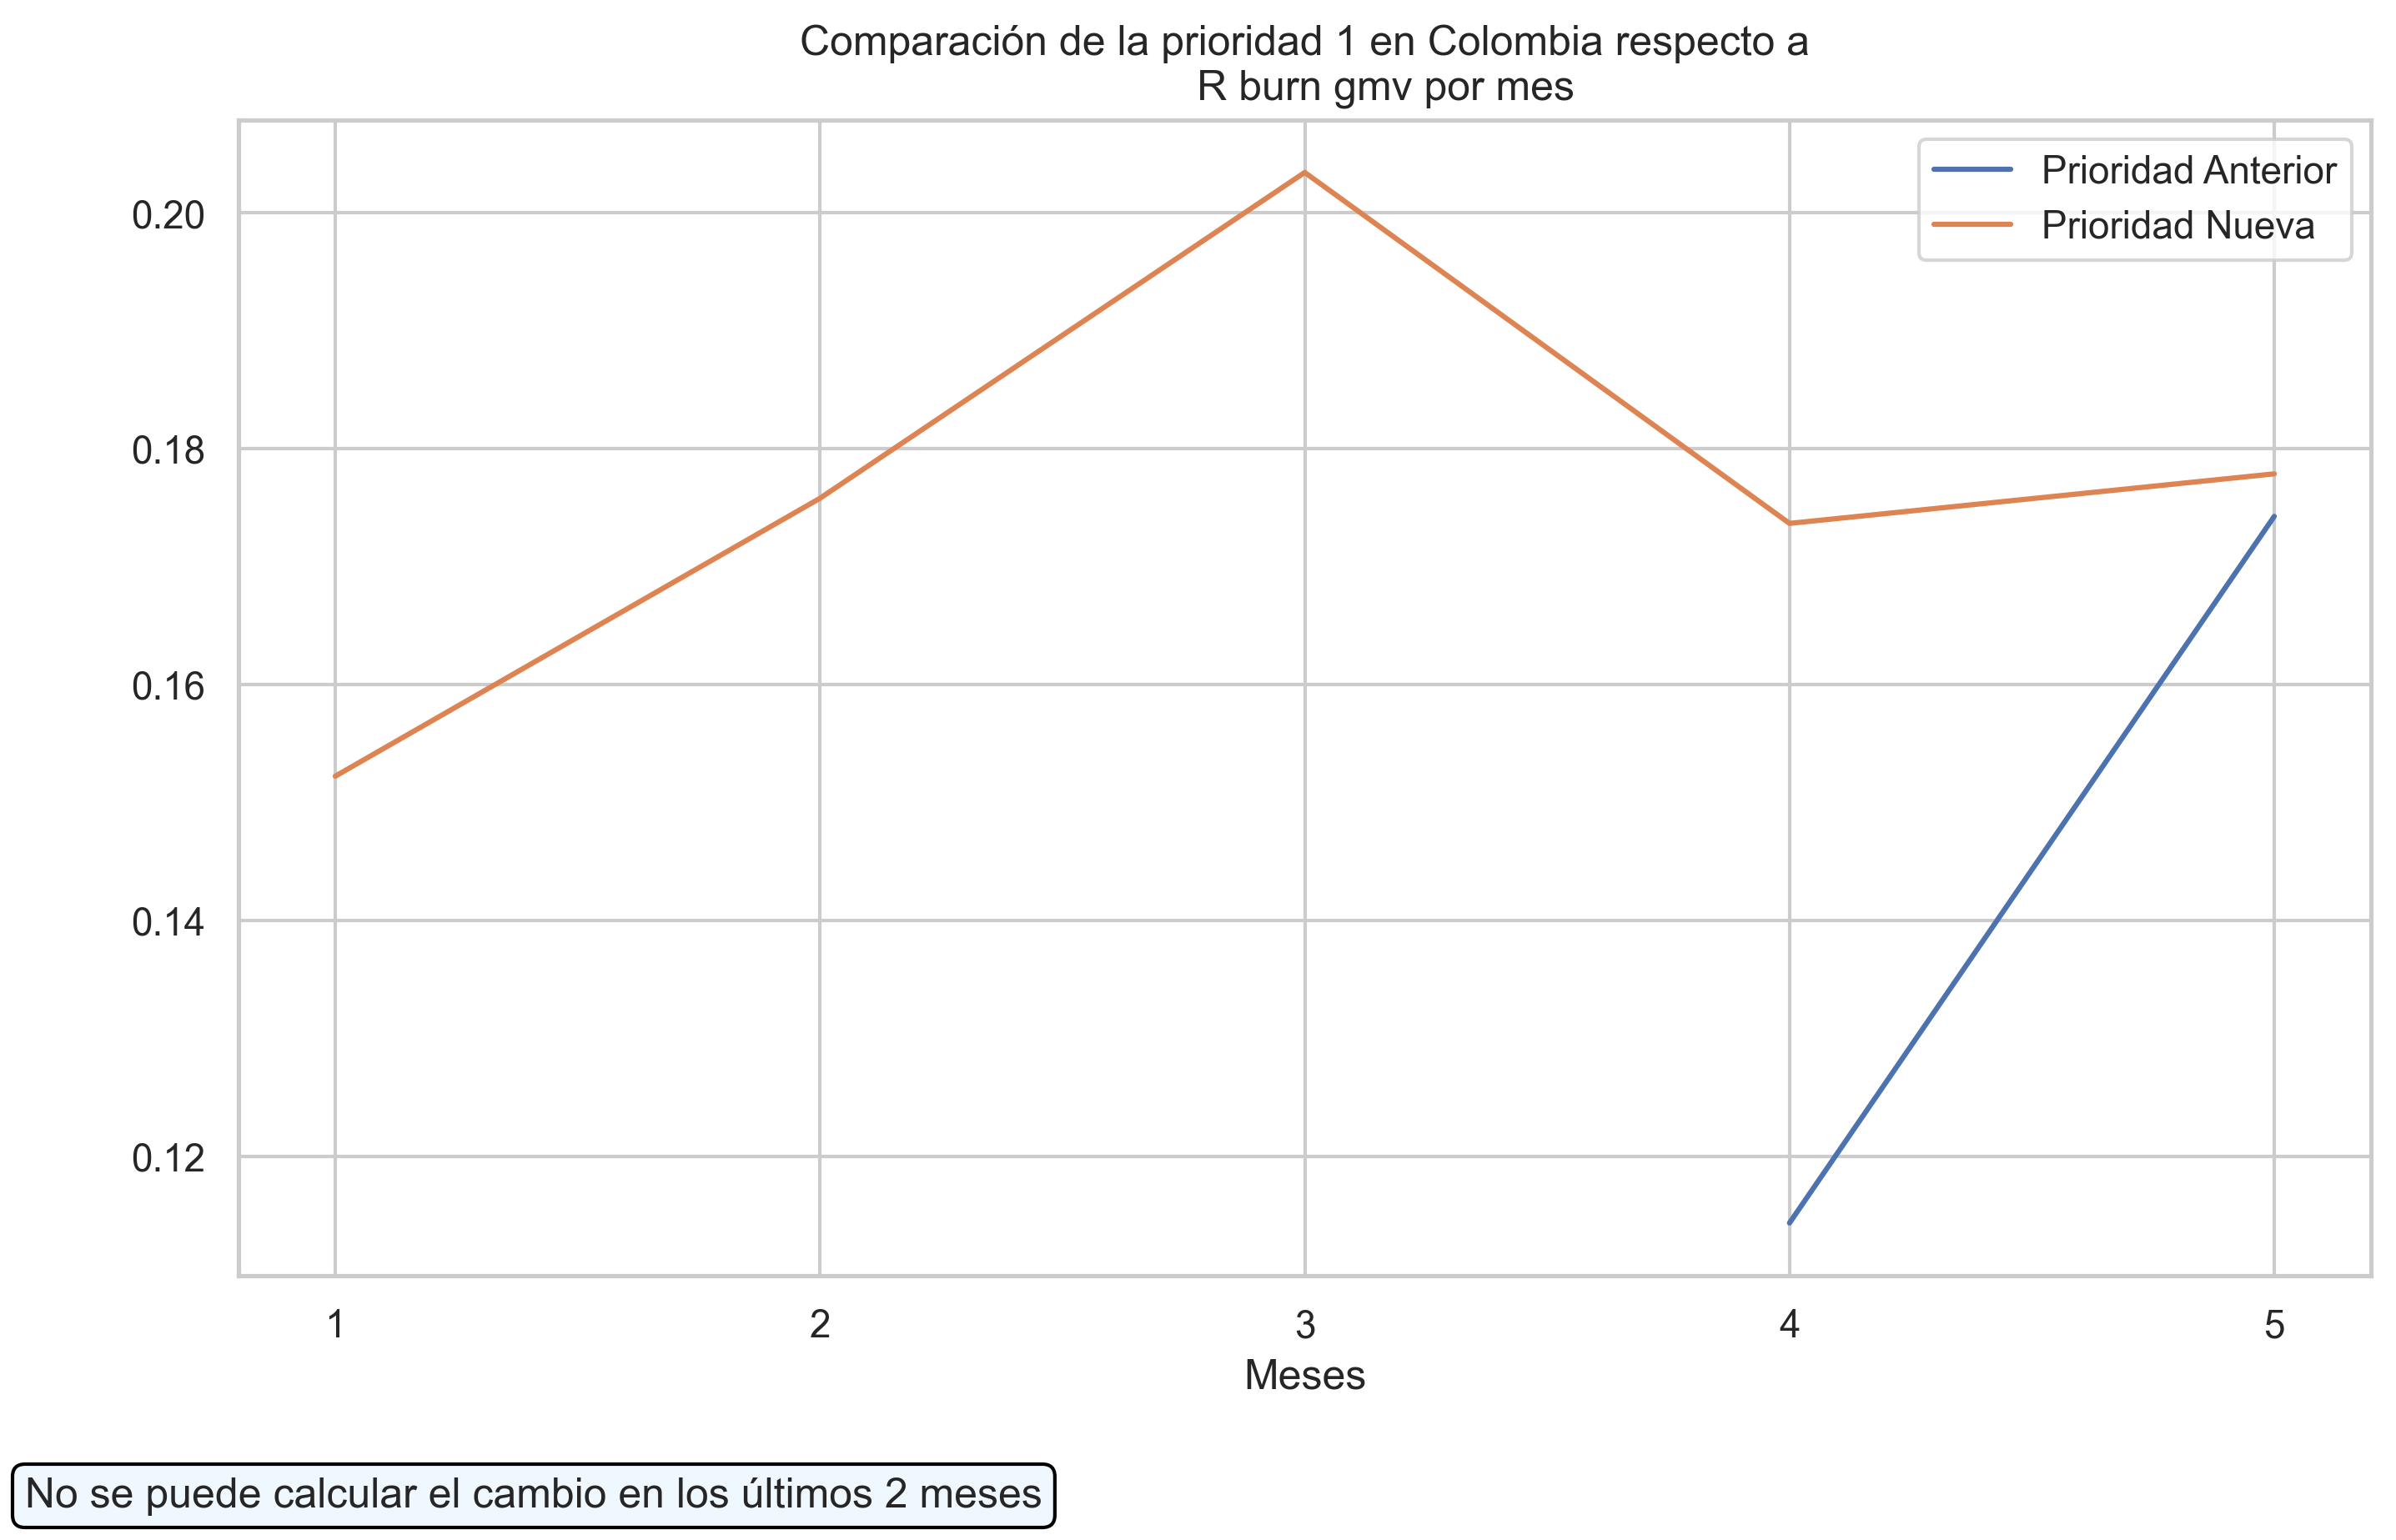 Comparación de la prioridad 1 en Colombia respecto a
R burn gmv por mes
Prioridad Anterior
Prioridad Nueva
0.20
0.18
0.16
0.14
0.12
1 2 3 4 5
Meses
No se puede calcular el cambio en los últimos 2 meses